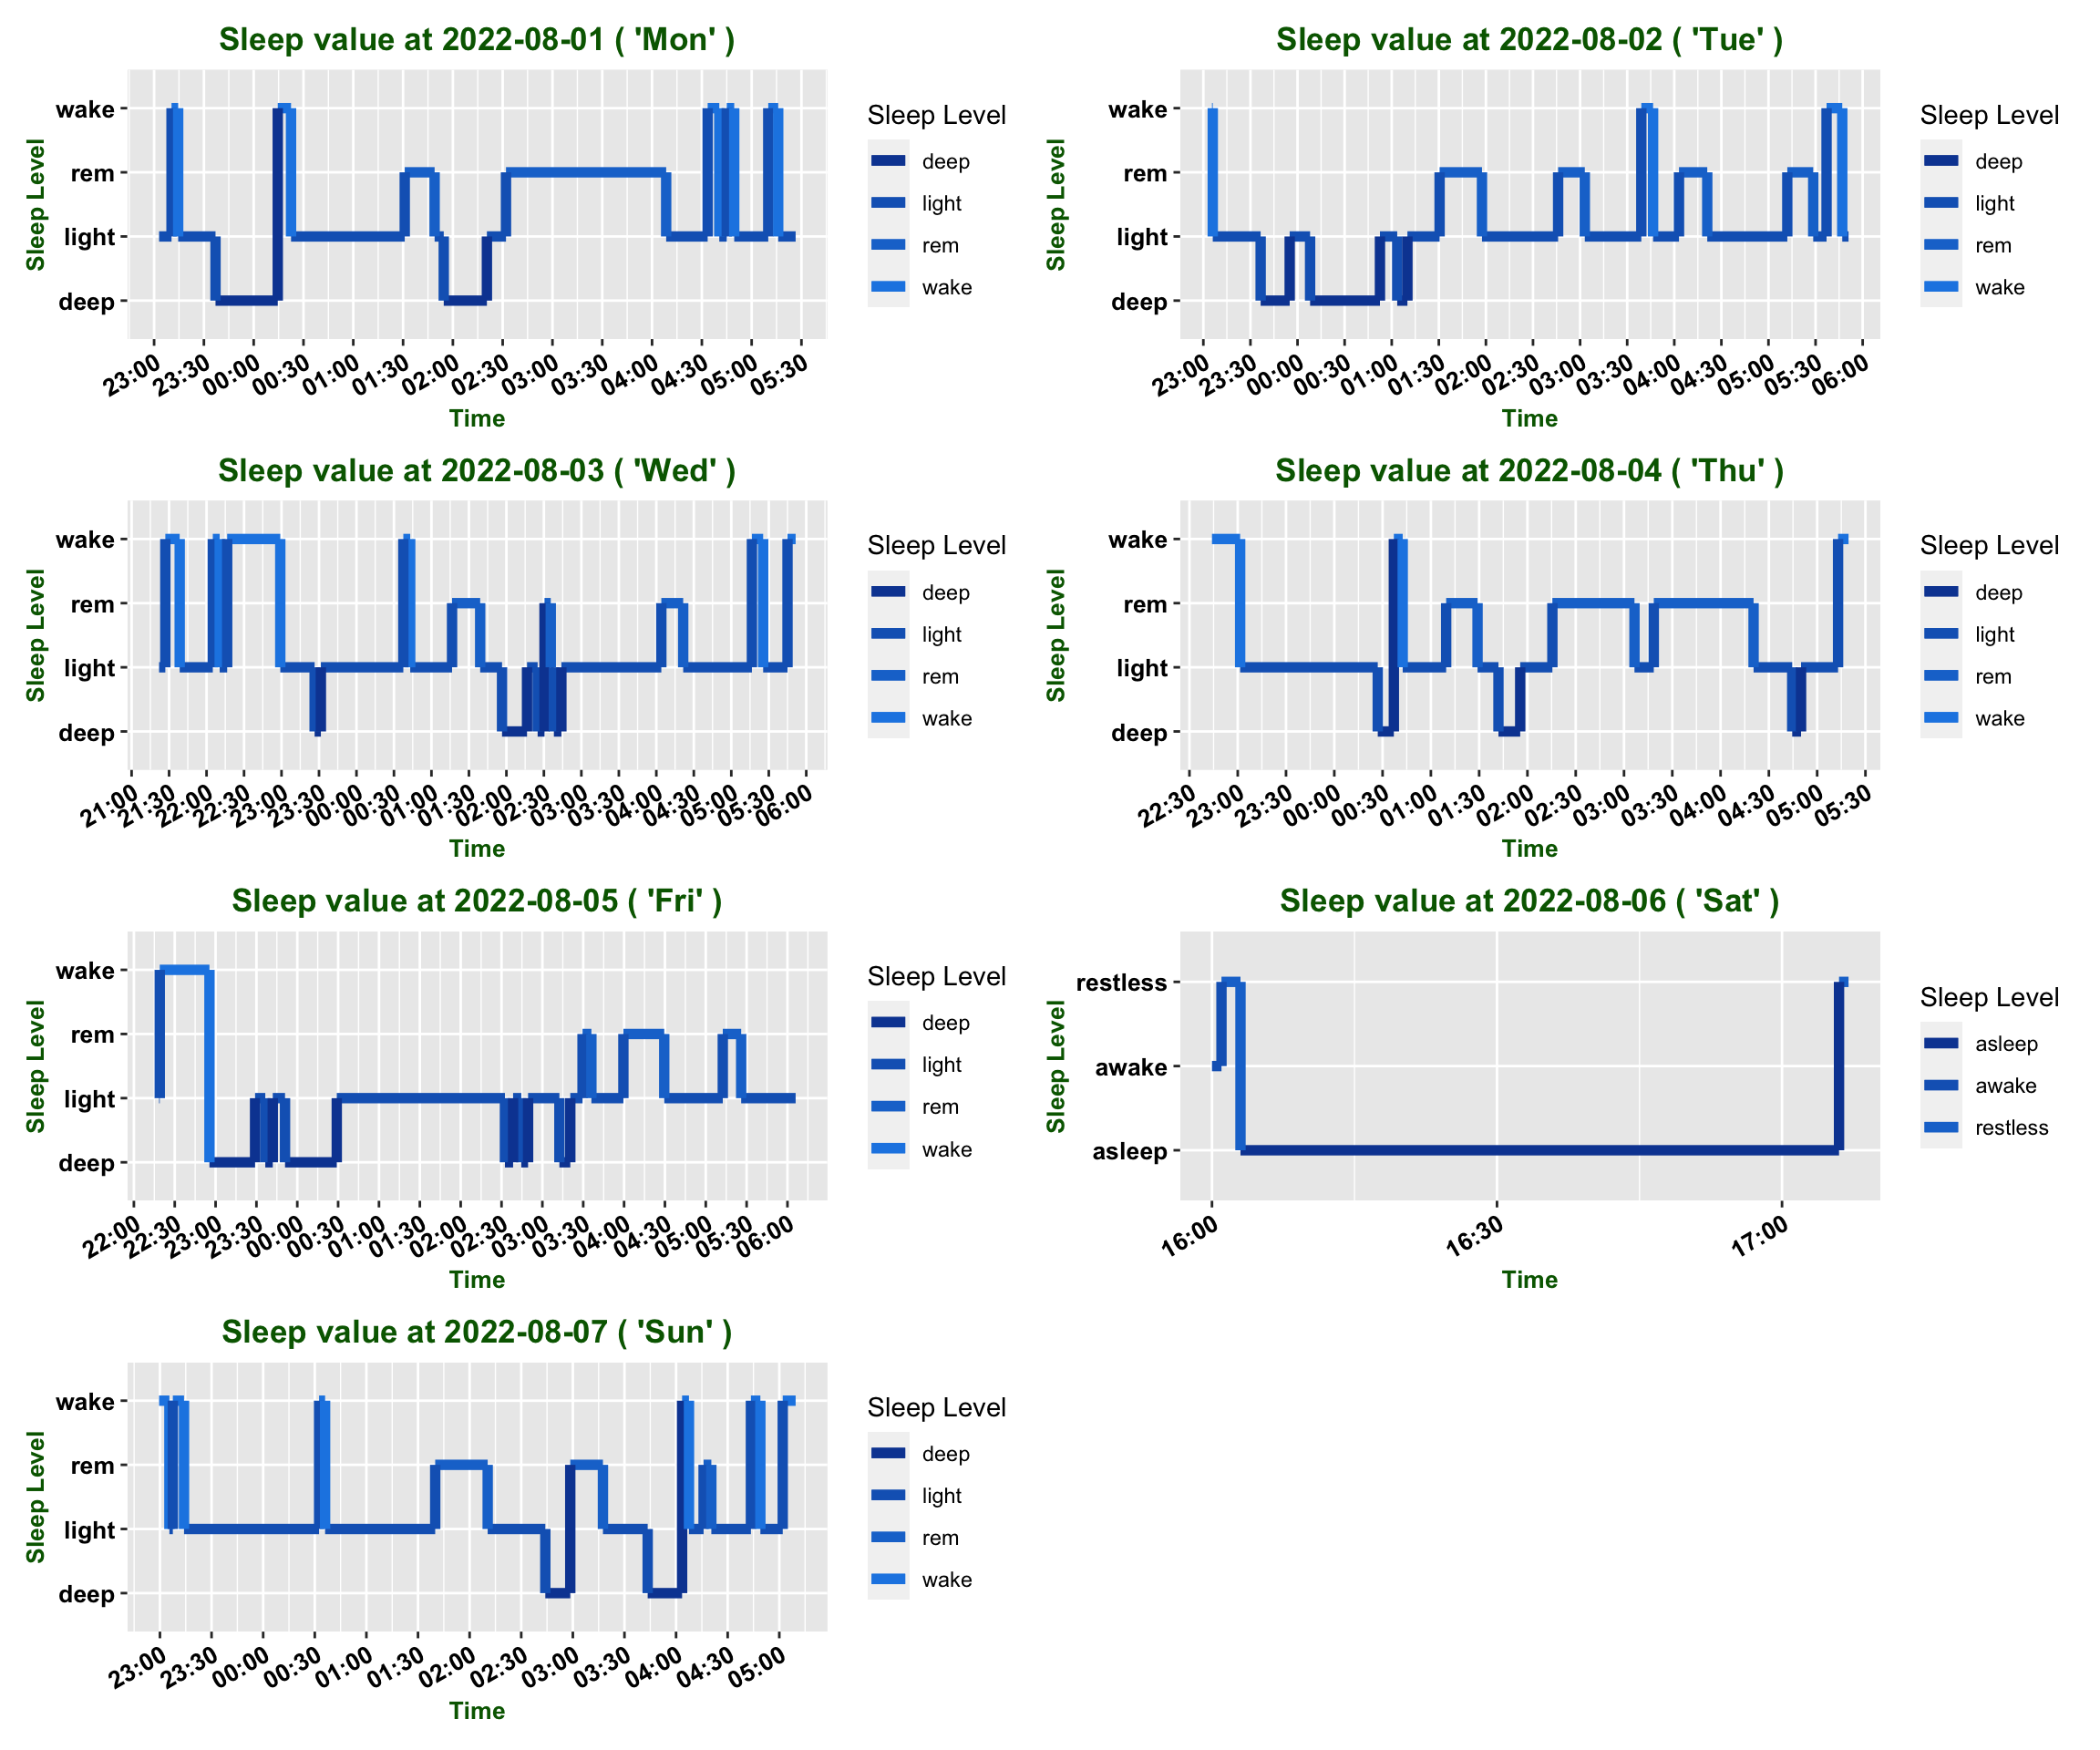 Sleep value at 2022-08-01 ( 'Mon' )
Sleep Level
wake
rem
light
deep
23:00 23:30 00:00 00:30 01:00 01:30 02:00 02:30 03:00 03:30 04:00 04:30 05:00 05:30
Time
Sleep Level
deep
light
rem
wake
Sleep value at 2022-08-02 ( 'Tue' )
Sleep Level
wake
rem
light
deep
23:00 23:30 00:00 00:30 01:00 01:30 02:00 02:30 03:00 03:30 04:00 04:30 05:00 05:30 06:00
Time
Sleep Level
deep
light
rem
wake
Sleep value at 2022-08-03 ( 'Wed' )
Sleep Level
wake
rem
light
deep
21:00 21:30 22:00 22:30 23:00 23:30 00:00 00:30 01:00 01:30 02:00 02:30 03:00 03:30 04:00 04:30 05:00 05:30 06:00
Time
Sleep Level
deep
light
rem
wake
Sleep value at 2022-08-04 ( 'Thu' )
Sleep Level
wake
rem
light
deep
22:30 23:00 23:30 00:00 00:30 01:00 01:30 02:00 02:30 03:00 03:30 04:00 04:30 05:00 05:30
Time
Sleep Level
deep
light
rem
wake
Sleep value at 2022-08-05 ( 'Fri' )
Sleep Level
wake
rem
light
deep
22:00 22:30 23:00 23:30 00:00 00:30 01:00 01:30 02:00 02:30 03:00 03:30 04:00 04:30 05:00 05:30 06:00
Time
Sleep Level
deep
light
rem
wake
Sleep value at 2022-08-06 ( 'Sat' )
Sleep Level
restless
awake
asleep
16:00 16:30 17:00
Time
Sleep Level
asleep
awake
restless
Sleep value at 2022-08-07 ( 'Sun' )
Sleep Level
wake
rem
light
deep
23:00 23:30 00:00 00:30 01:00 01:30 02:00 02:30 03:00 03:30 04:00 04:30 05:00
Time
Sleep Level
deep
light
rem
wake